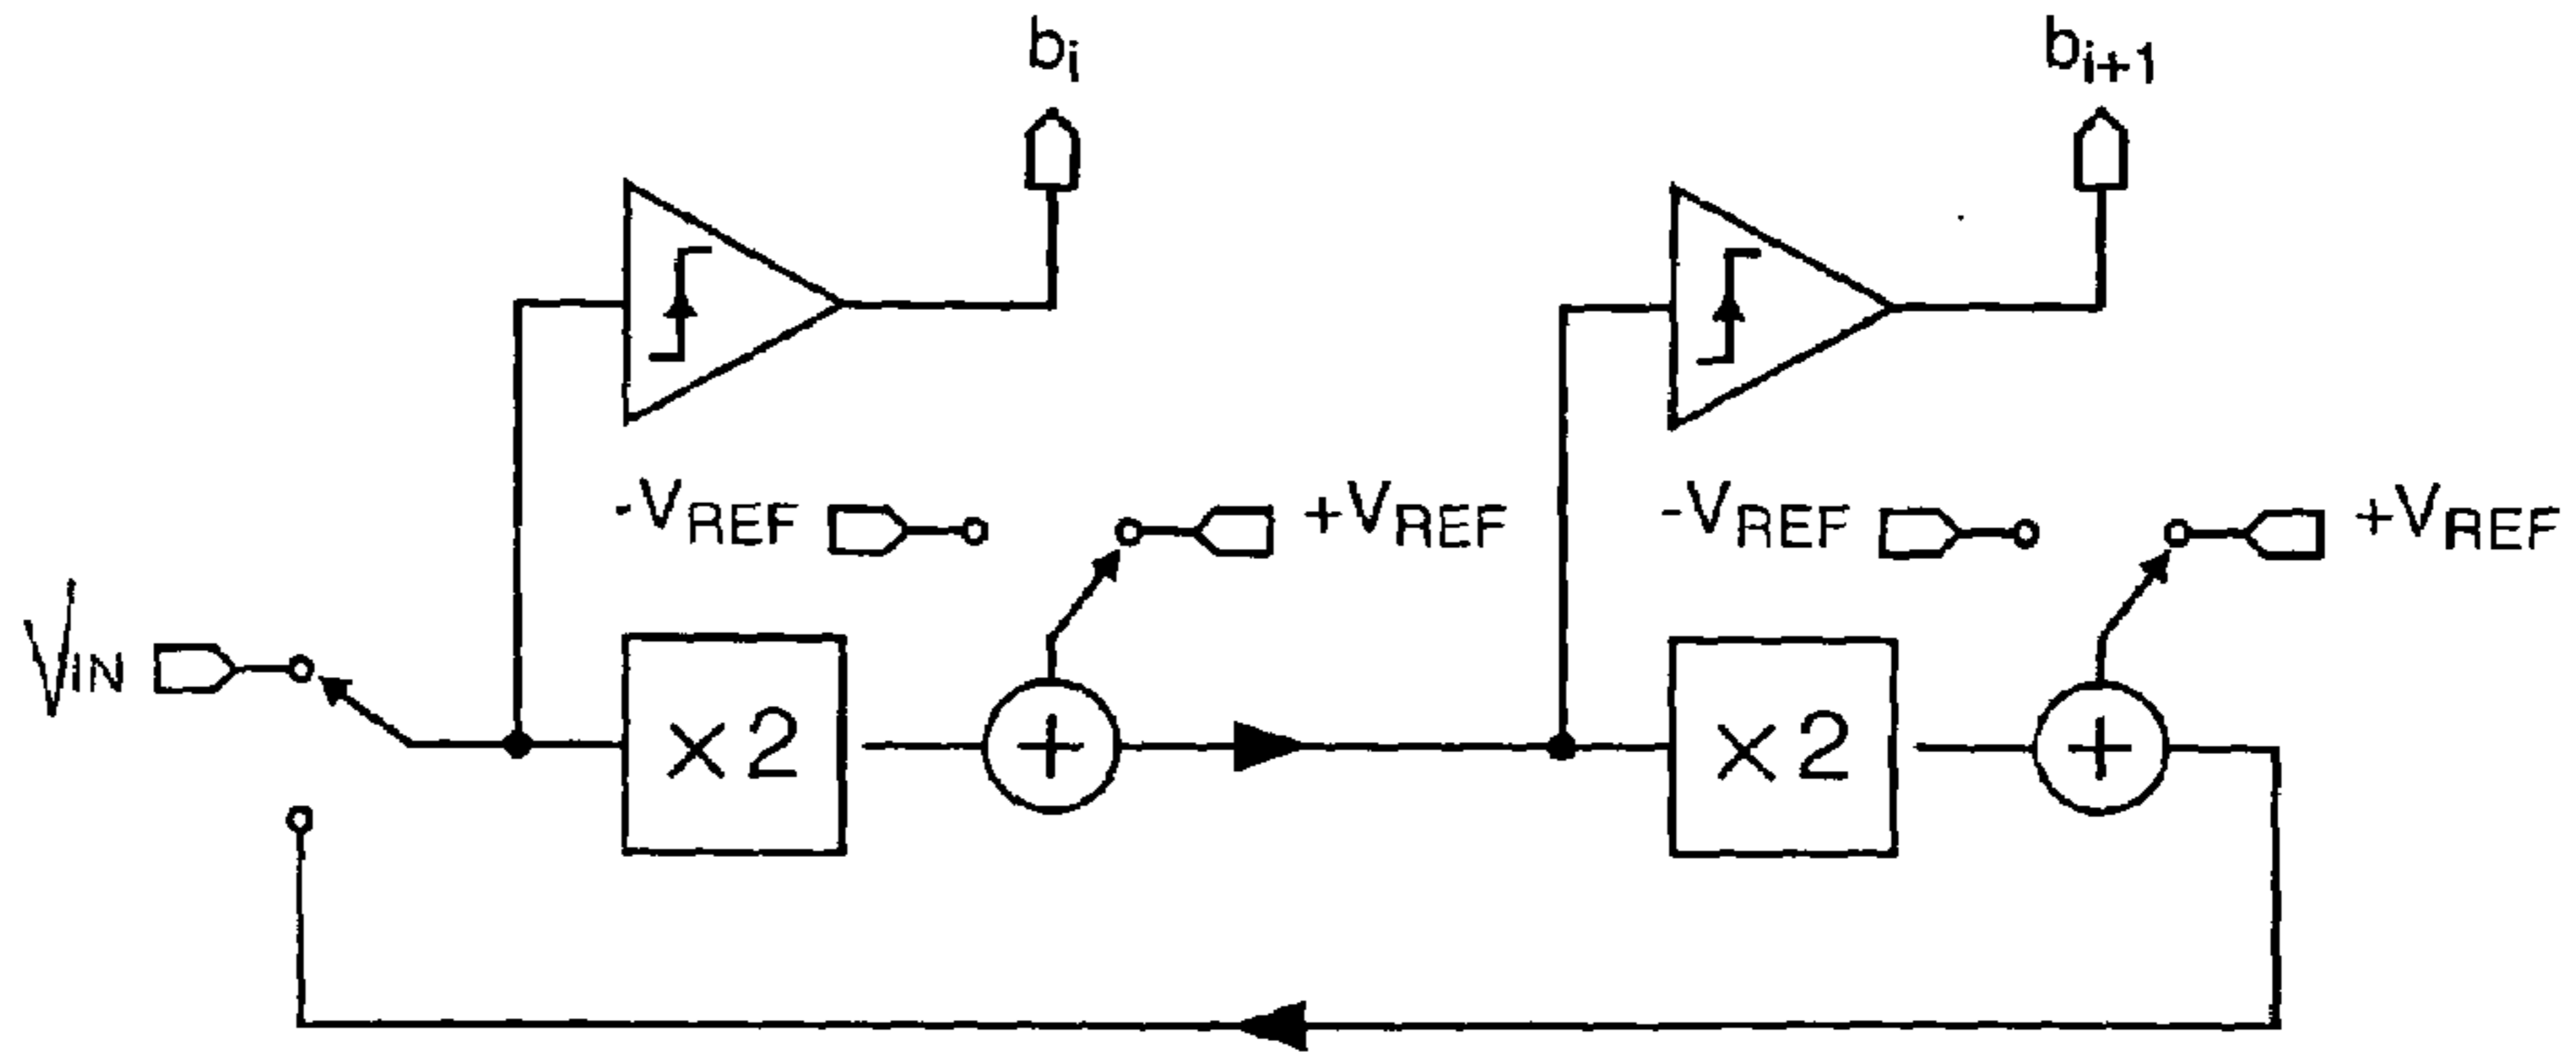 bi
bi+1
-VREF
+VREF
-VREF
+VREF
VIN
×2
+
×2
+